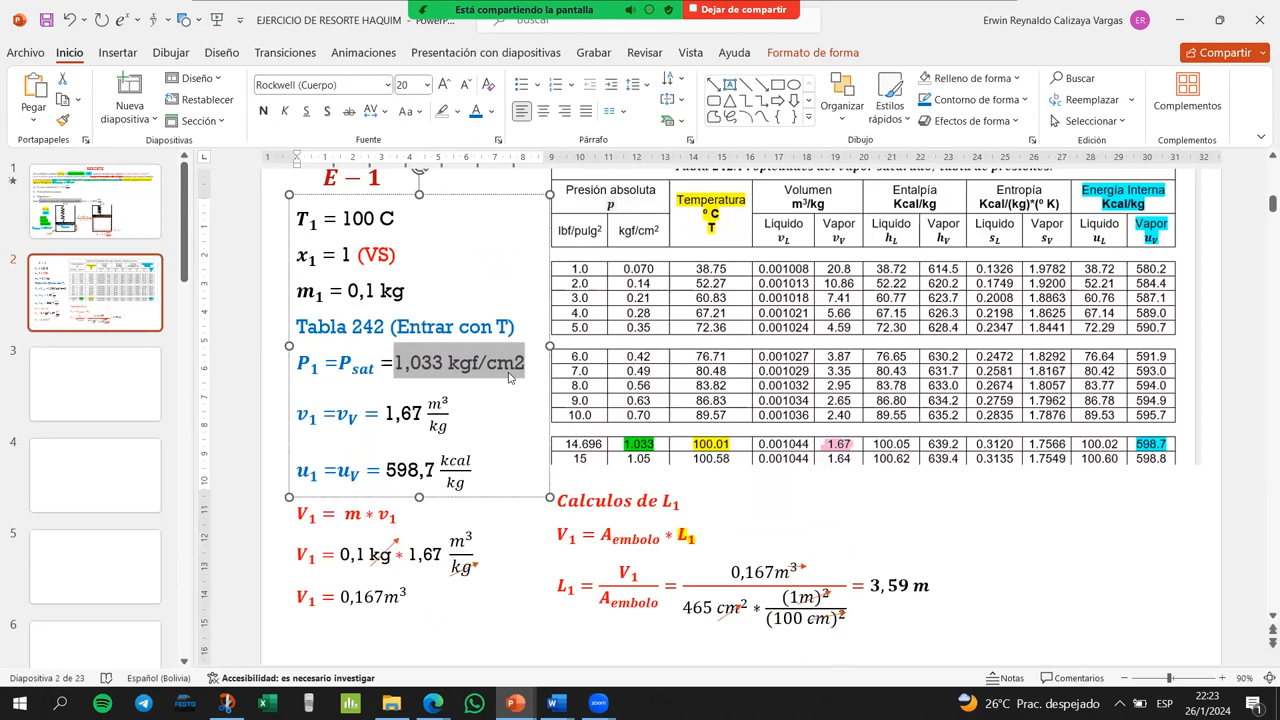 EJERCICIO DE RESORTE HAQUIM - PowerP...
Está compartiendo la pantalla
Dejar de compartir
Buscar
Erwin Reynaldo Calizaya Vargas
ER
Archivo Inicio Insertar Dibujar Diseño Transiciones Animaciones Presentación con diapositivas Grabar Revisar Vista Ayuda Formato de forma
Compartir
Pegar
Nueva diapositiva
Diseño
Restablecer
Sección
Rockwell (Cuerpo) 20
N K S S ab AV Aa A
Organizar
Estilos rápidos
Relleno de forma
Contorno de forma
Efectos de forma
Buscar
Reemplazar
Seleccionar
Complementos
Portapapeles Diapositivas Fuente Párrafo Dibujo Edición Complementos
1
2
3
4
5
6
E − 1
T₁ = 100 C
x₁ = 1 (VS)
m₁ = 0,1 kg
Tabla 242 (Entrar con T)
P₁ =Pₛₐₜ =1,033 kgf/cm2
v₁ =v_V = 1,67 m³/kg
u₁ =u_V = 598,7 kcal/kg
V₁ = m * v₁
V₁ = 0,1 kg * 1,67 m³/kg
V₁ = 0,167m³
Presión absoluta p | Temperatura º C T | Volumen m³/kg | Entalpía Kcal/kg | Entropía Kcal/(kg)*(º K) | Energía Interna Kcal/kg
lbf/pulg² | kgf/cm² | Liquido v_L | Vapor v_V | Liquido h_L | Vapor h_V | Liquido s_L | Vapor s_V | Liquido u_L | Vapor u_V
1.0 0.070 38.75 0.001008 20.8 38.72 614.5 0.1326 1.9782 38.72 580.2
2.0 0.14 52.27 0.001013 10.86 52.22 620.2 0.1749 1.9200 52.21 584.4
3.0 0.21 60.83 0.001018 7.41 60.77 623.7 0.2008 1.8863 60.76 587.1
4.0 0.28 67.21 0.001021 5.66 67.15 626.3 0.2198 1.8625 67.14 589.0
5.0 0.35 72.36 0.001024 4.59 72.30 628.4 0.2347 1.8441 72.29 590.7
6.0 0.42 76.71 0.001027 3.87 76.65 630.2 0.2472 1.8292 76.64 591.9
7.0 0.49 80.48 0.001029 3.35 80.43 631.7 0.2581 1.8167 80.42 593.0
8.0 0.56 83.82 0.001032 2.95 83.78 633.0 0.2674 1.8057 83.77 594.0
9.0 0.63 86.83 0.001034 2.65 86.80 634.2 0.2759 1.7962 86.78 594.9
10.0 0.70 89.57 0.001036 2.40 89.55 635.2 0.2835 1.7876 89.53 595.7
14.696 1.033 100.01 0.001044 1.67 100.05 639.2 0.3120 1.7566 100.02 598.7
15 1.05 100.58 0.001044 1.64 100.62 639.4 0.3135 1.7549 100.60 598.8
Calculos de L₁
V₁ = A_embolo * L₁
L₁ = V₁/A_embolo = 0,167m³/(465 cm² * (1m)²/(100 cm)²) = 3,59 m
Diapositiva 2 de 23 Español (Bolivia) Accesibilidad: es necesario investigar Notas Comentarios 90%
26°C Prac. despejado ESP 22:23 26/1/2024